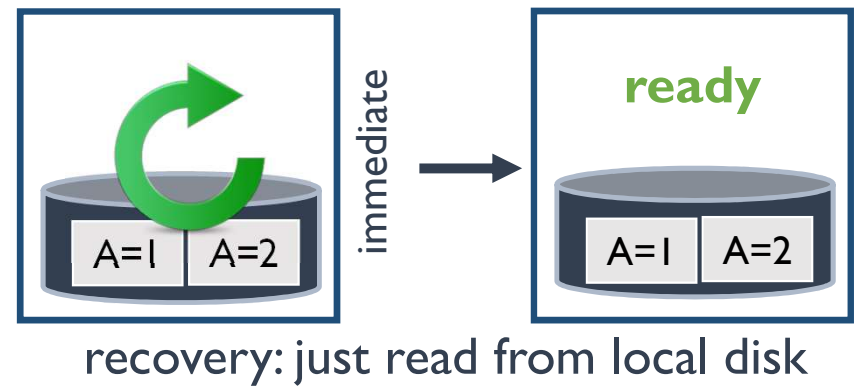 A=1 A=2
immediate
ready
A=1 A=2
recovery: just read from local disk